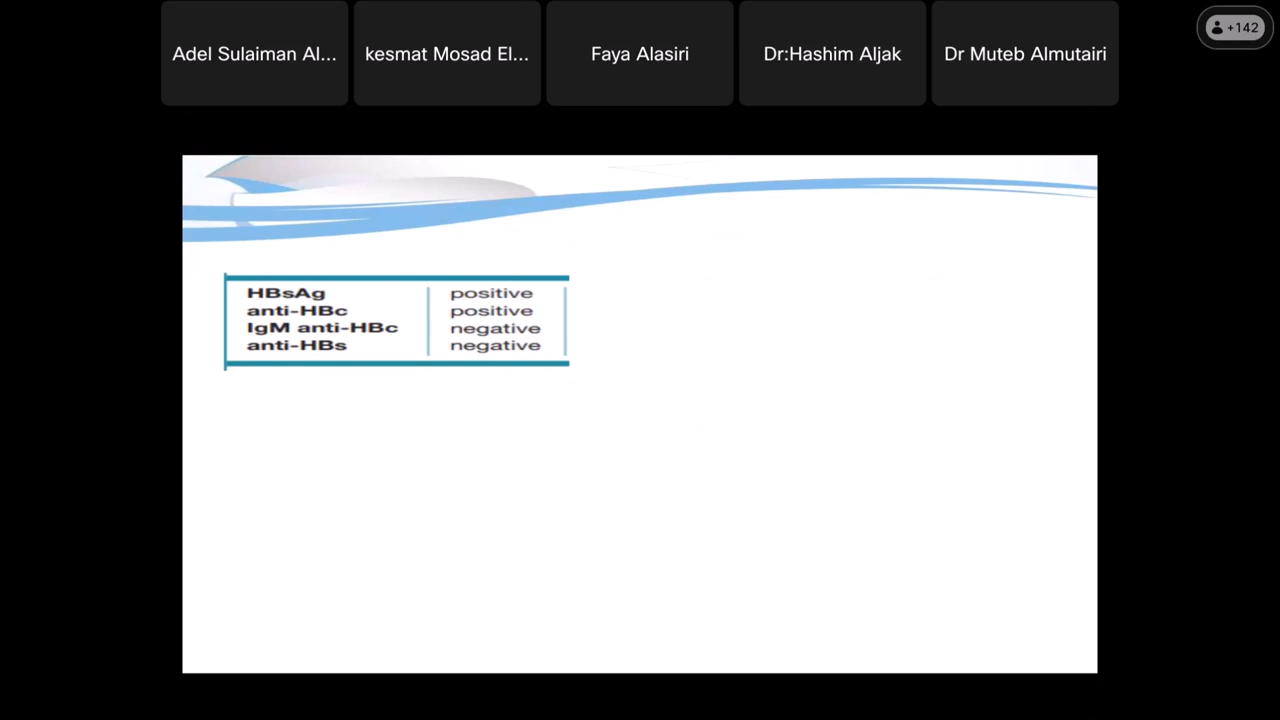 Adel Sulaiman Al...
kesmat Mosad El...
Faya Alasiri
Dr:Hashim Aljak
Dr Muteb Almutairi
+142
HBsAg positive
anti-HBc positive
IgM anti-HBc negative
anti-HBs negative